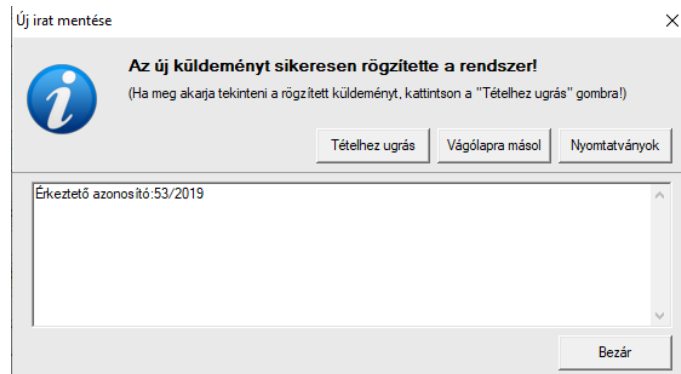 Új irat mentése
Az új küldeményt sikeresen rögzítette a rendszer!
(Ha meg akarja tekinteni a rögzített küldeményt, kattintson a "Tételhez ugrás" gombra!)
Tételhez ugrás Vágólapra másol Nyomtatványok
Érkeztető azonosító:53/2019
Bezár